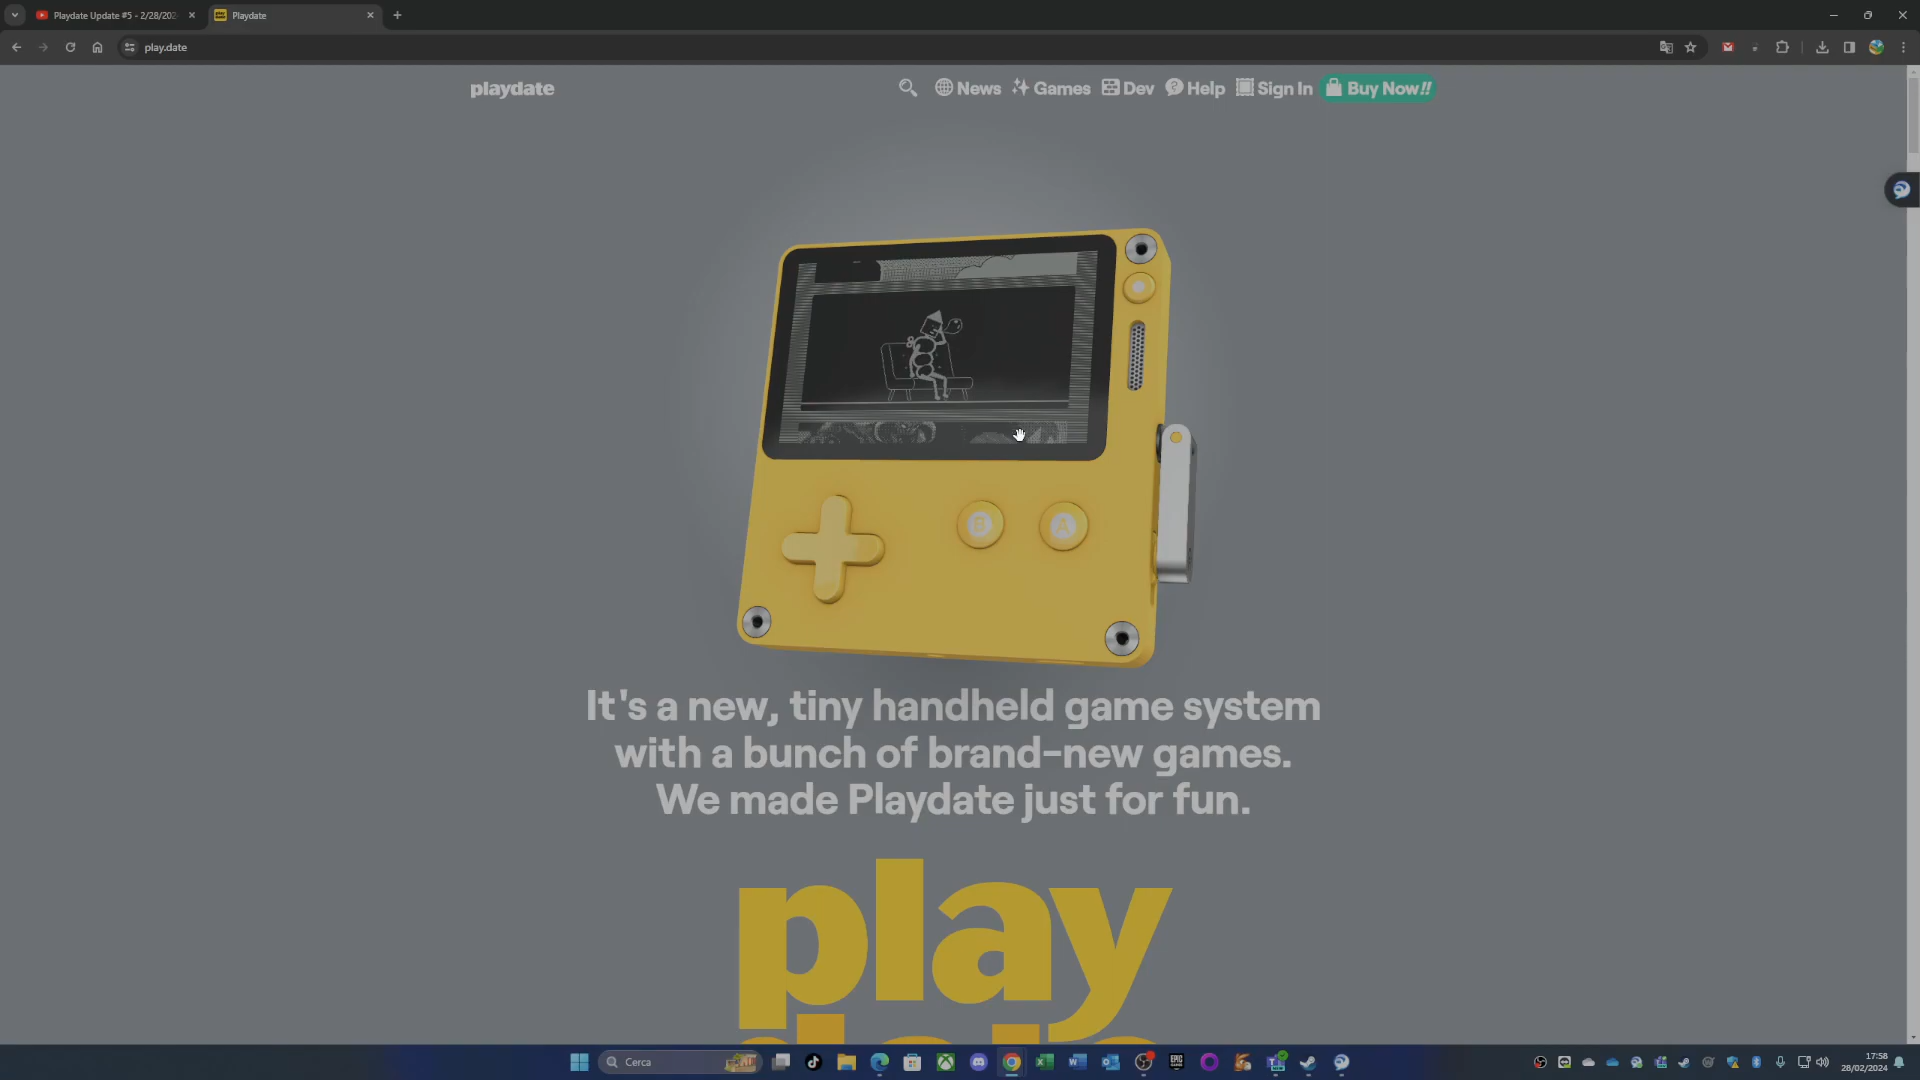 Playdate Update #5 - 2/28/202
Playdate
play.date
playdate
News
Games
Dev
Help
Sign In
Buy Now!!
B
A
It's a new, tiny handheld game system
with a bunch of brand-new games.
We made Playdate just for fun.
play
Cerca
17:58
28/02/2024